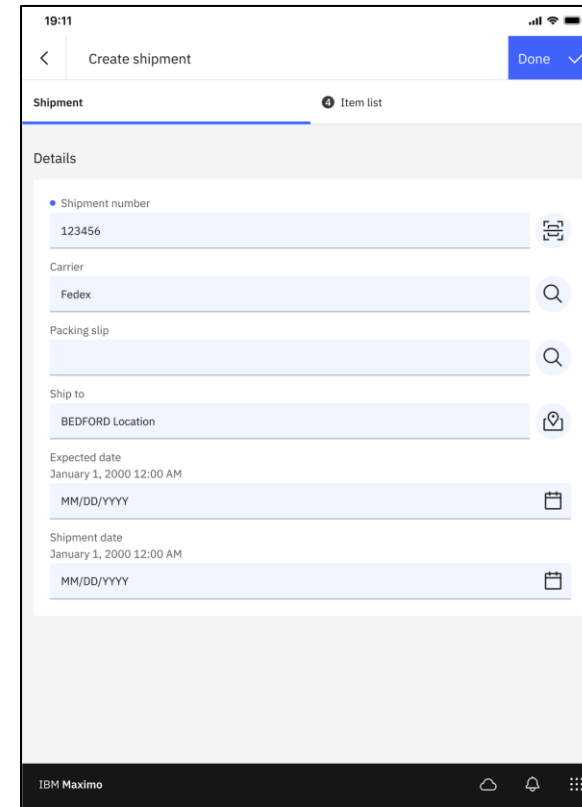 19:11
Create shipment
Done
Shipment
4 Item list
Details
Shipment number
123456
Carrier
Fedex
Packing slip
Ship to
BEDFORD Location
Expected date
January 1, 2000 12:00 AM
MM/DD/YYYY
Shipment date
January 1, 2000 12:00 AM
MM/DD/YYYY
IBM Maximo